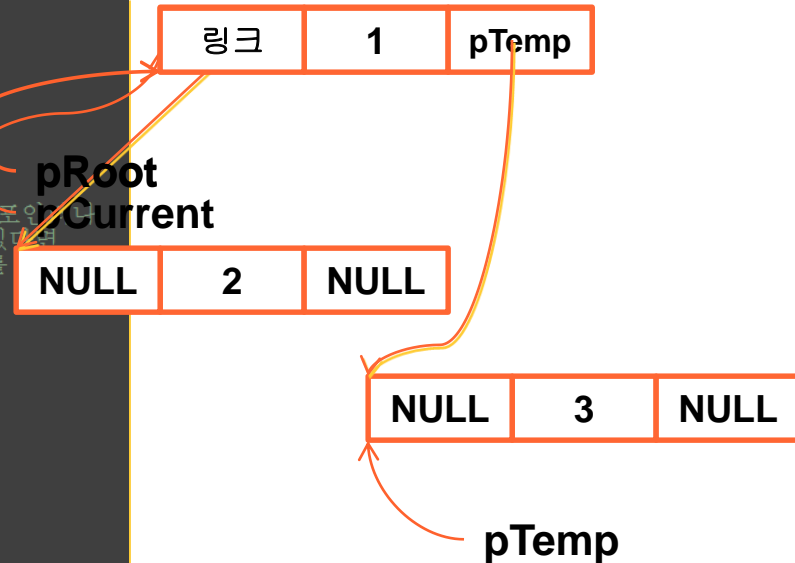 링크 1 pTemp
pRoot
pCurrent
NULL 2 NULL
NULL 3 NULL
pTemp